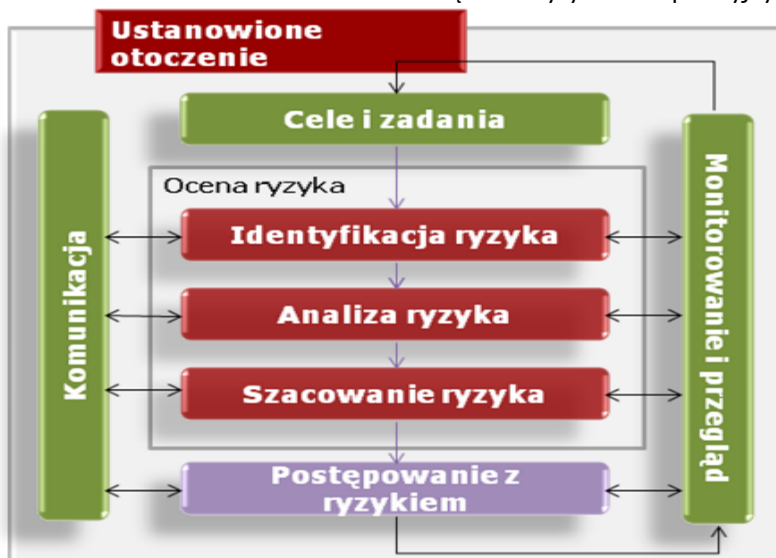 Ustanowione
otoczenie
Cele i zadania
Ocena ryzyka
Identyfikacja ryzyka
Analiza ryzyka
Szacowanie ryzyka
Postępowanie z
ryzykiem
Komunikacja
Monitorowanie i przegląd